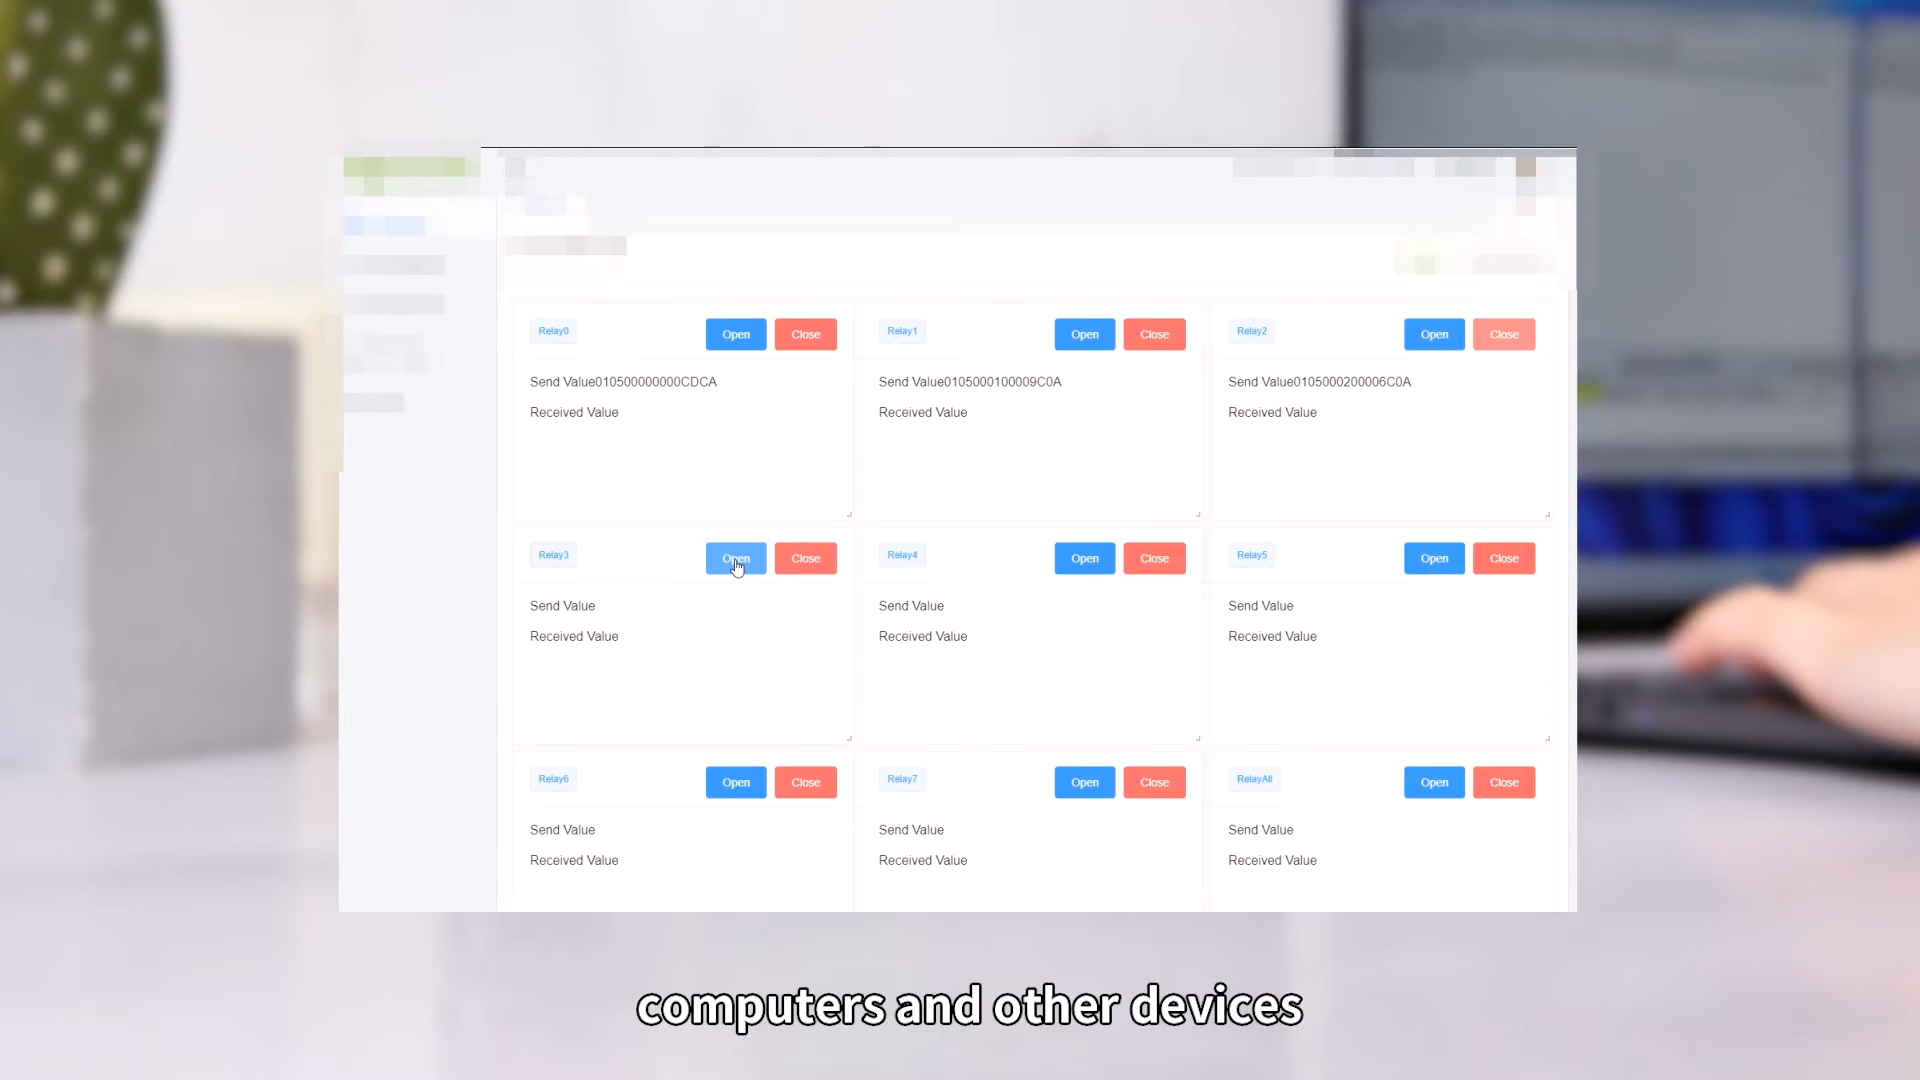 Relay0 Open Close Relay1 Open Close Relay2 Open Close
Send Value010500000000CDCA Send Value0105000100009C0A Send Value0105000200006C0A
Received Value Received Value Received Value
Relay3 Open Close Relay4 Open Close Relay5 Open Close
Send Value Send Value Send Value
Received Value Received Value Received Value
Relay6 Open Close Relay7 Open Close RelayAll Open Close
Send Value Send Value Send Value
Received Value Received Value Received Value
computers and other devices